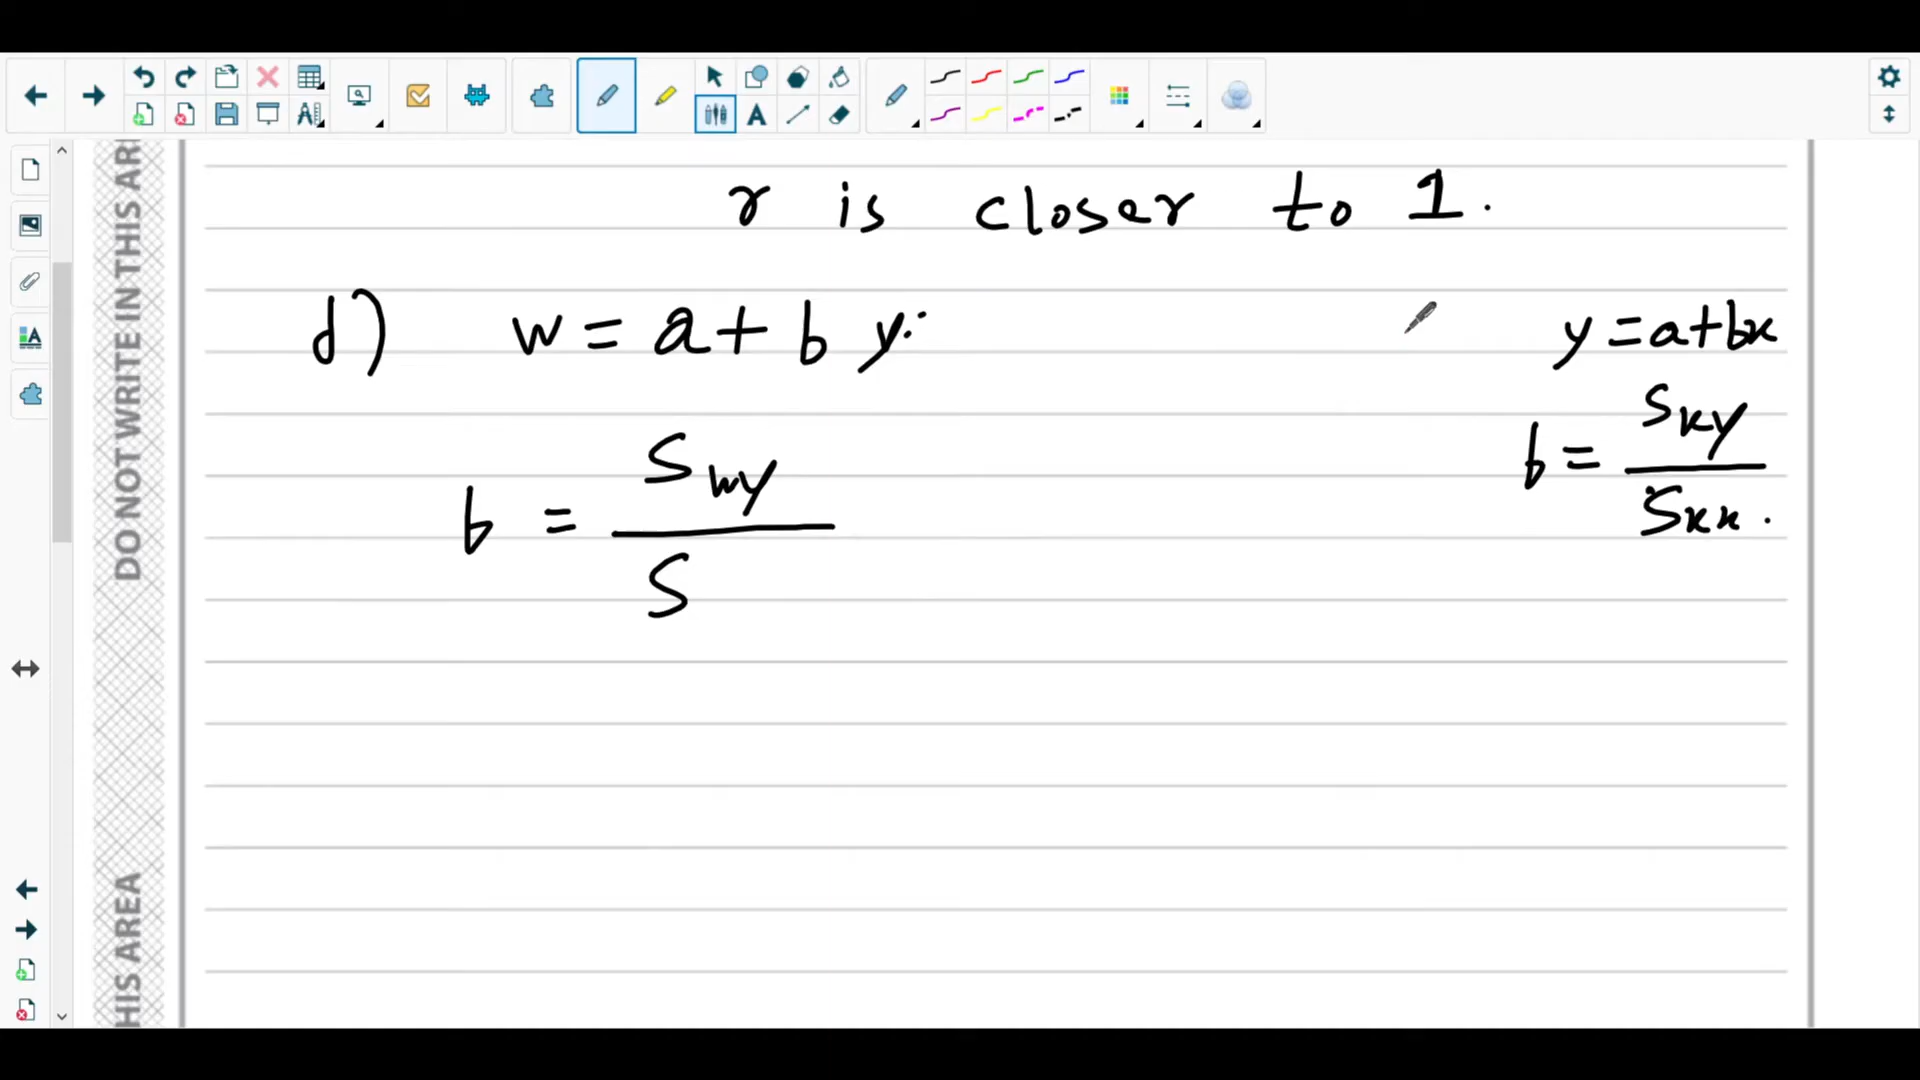 DO NOT WRITE IN THIS AR
r is closer to 1.
d) w = a + b y.
y = a + bx
b = Swy / S
b = Sxy / Sxx.
HIS AREA